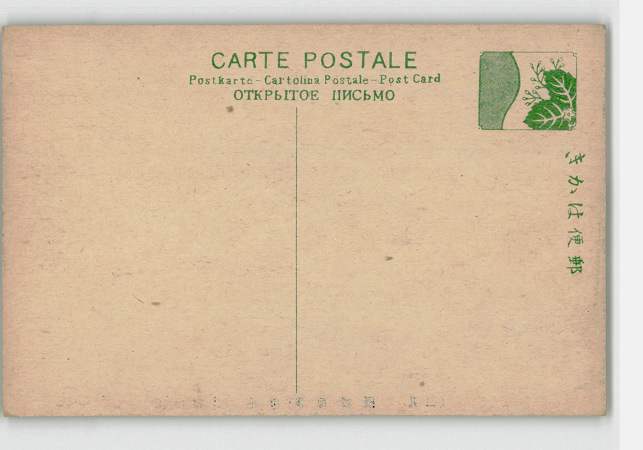 CARTE POSTALE
Postkarte-Cartolina Postale-Post Card
ОТКРЫТОЕ ПИСЬМО
きかは便郵